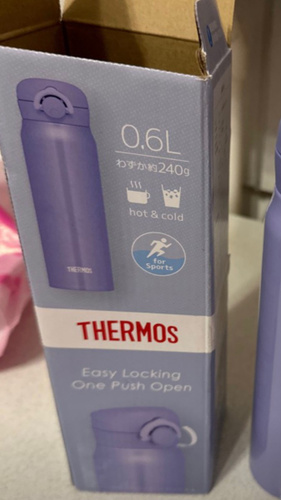 0.6L
わずか約240g
hot & cold
for
Sports
THERMOS
THERMOS
Easy Locking
One Push Open